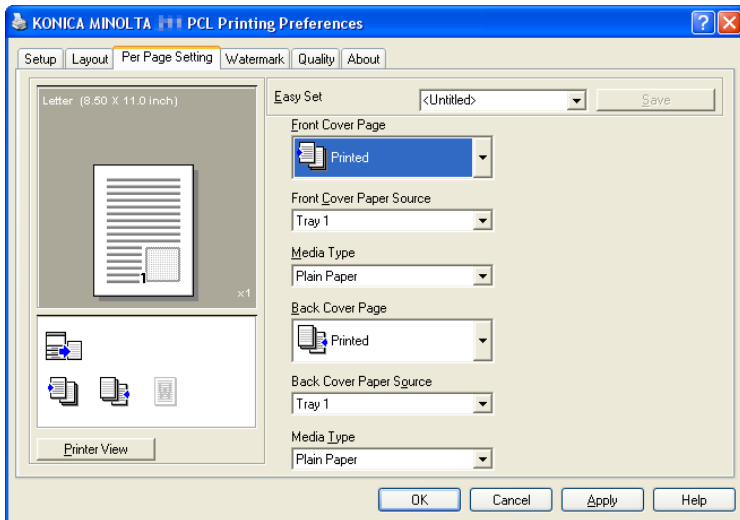 KONICA MINOLTA PCL Printing Preferences
Setup Layout Per Page Setting Watermark Quality About
Letter (8.50 X 11.0 inch)
1
x1
Printer View
Easy Set <Untitled> Save
Front Cover Page
Printed
Front Cover Paper Source
Tray 1
Media Type
Plain Paper
Back Cover Page
Printed
Back Cover Paper Source
Tray 1
Media Type
Plain Paper
OK Cancel Apply Help